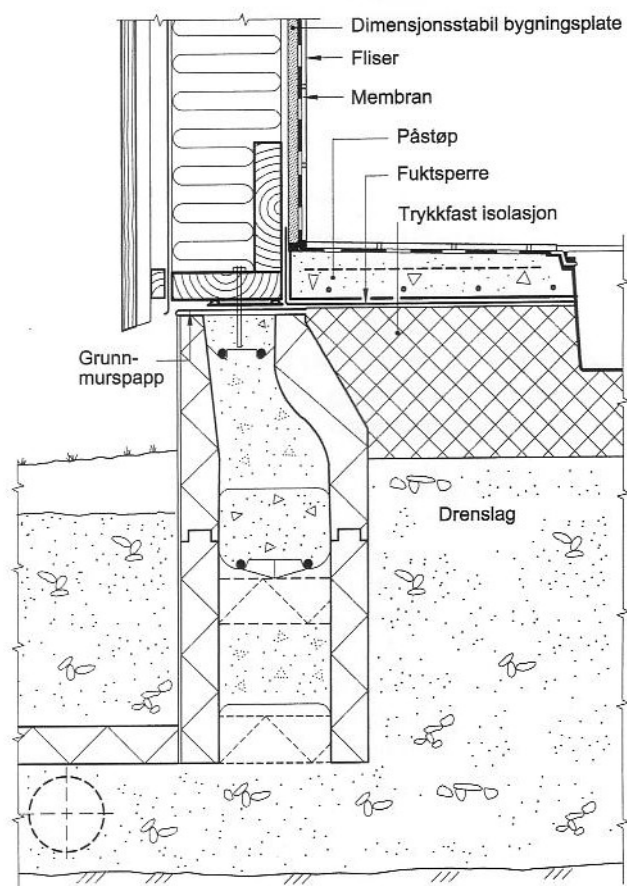 Dimensjonsstabil bygningsplate
Fliser
Membran
Påstøp
Fuktsperre
Trykkfast isolasjon
Grunn-
murspapp
Drenslag